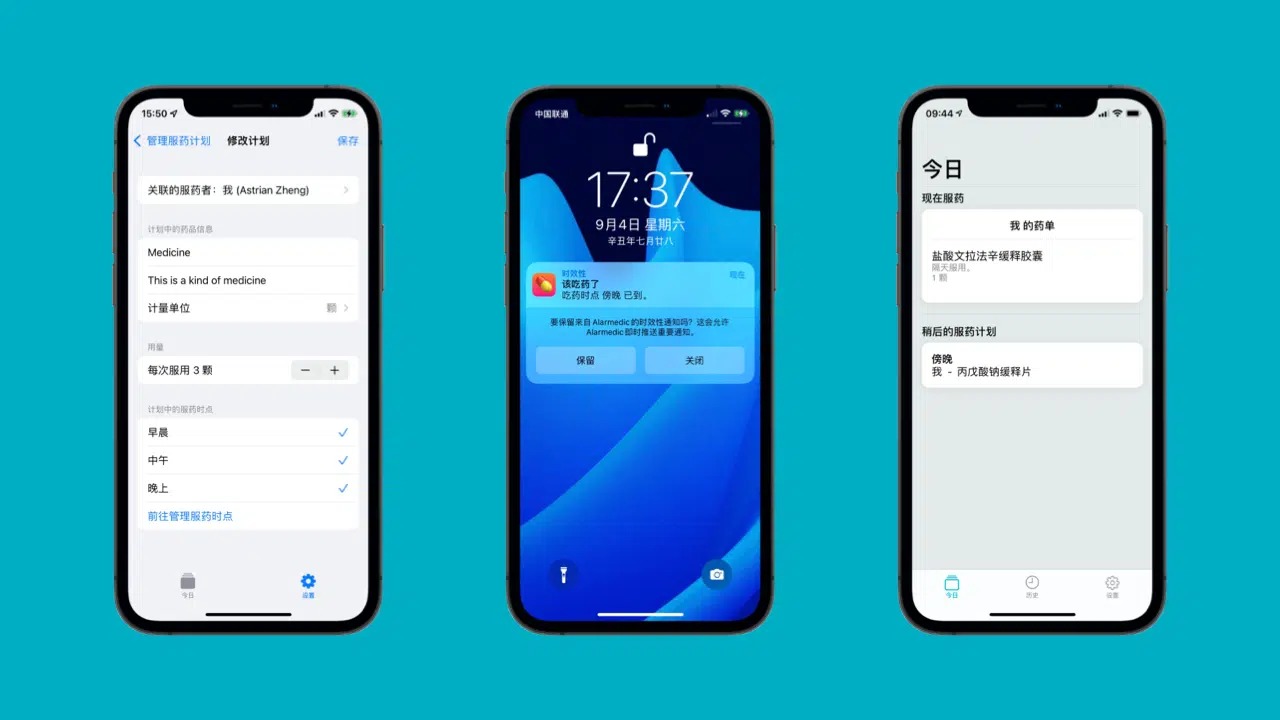 15:50
管理服药计划 修改计划 保存
关联的服药者：我 (Astrian Zheng)
计划中的药品信息
Medicine
This is a kind of medicine
计量单位 颗
用量
每次服用 3 颗
计划中的服药时点
早晨
中午
晚上
前往管理服药时点
今日 设置
中国联通
17:37
9月4日 星期六
辛丑年七月廿八
时效性 现在
该吃药了
吃药时点 傍晚 已到。
要保留来自 Alarmedic 的时效性通知吗？这会允许
Alarmedic 即时推送重要通知。
保留 关闭
09:44
今日
现在服药
我 的药单
盐酸文拉法辛缓释胶囊
隔天服用。
1 颗
稍后的服药计划
傍晚
我 - 丙戊酸钠缓释片
今日 历史 设置